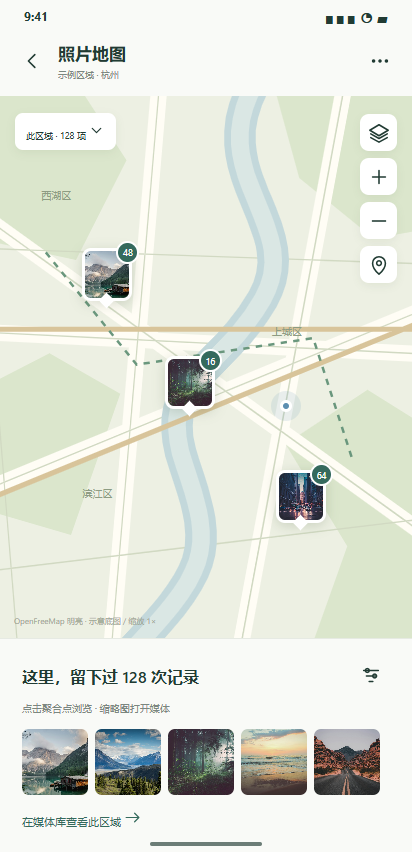 9:41
照片地图
示例区域 · 杭州
此区域 · 128 项
西湖区
48
上城区
16
64
滨江区
OpenFreeMap 明亮 · 示意底图 / 缩放 1×
这里，留下过 128 次记录
点击聚合点浏览 · 缩略图打开媒体
在媒体库查看此区域 →